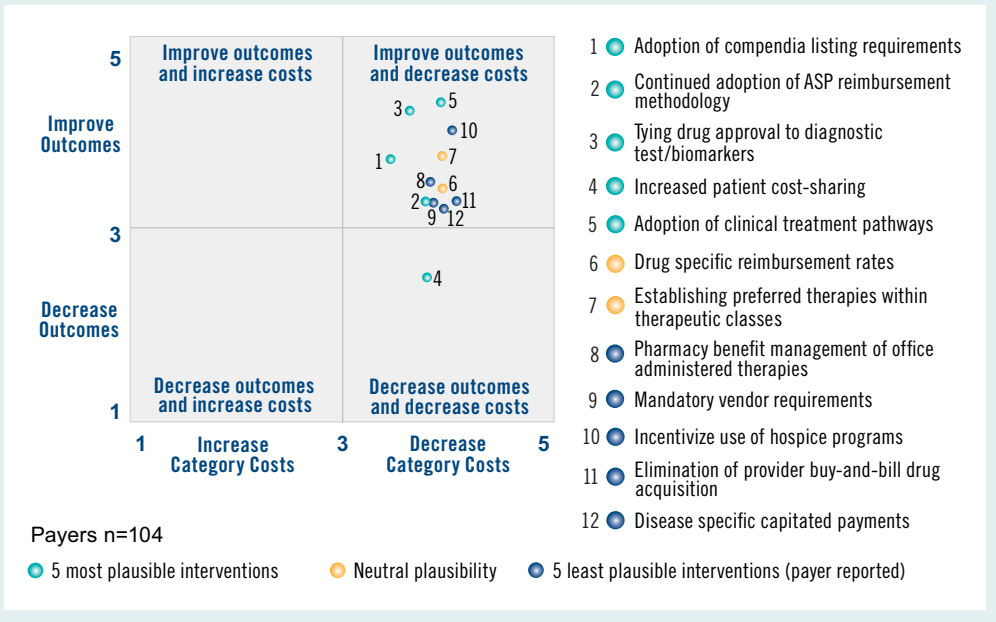 5
Improve outcomes
and increase costs
Improve outcomes
and decrease costs
Improve
Outcomes
3
5
10
1
7
8
6
2
11
9
12
3
4
Decrease
Outcomes
Decrease outcomes
and increase costs
Decrease outcomes
and decrease costs
1
1
Increase
Category Costs
3
Decrease
Category Costs
5
1 Adoption of compendia listing requirements
2 Continued adoption of ASP reimbursement
methodology
3 Tying drug approval to diagnostic
test/biomarkers
4 Increased patient cost-sharing
5 Adoption of clinical treatment pathways
6 Drug specific reimbursement rates
7 Establishing preferred therapies within
therapeutic classes
8 Pharmacy benefit management of office
administered therapies
9 Mandatory vendor requirements
10 Incentivize use of hospice programs
11 Elimination of provider buy-and-bill drug
acquisition
12 Disease specific capitated payments
Payers n=104
5 most plausible interventions
Neutral plausibility
5 least plausible interventions (payer reported)